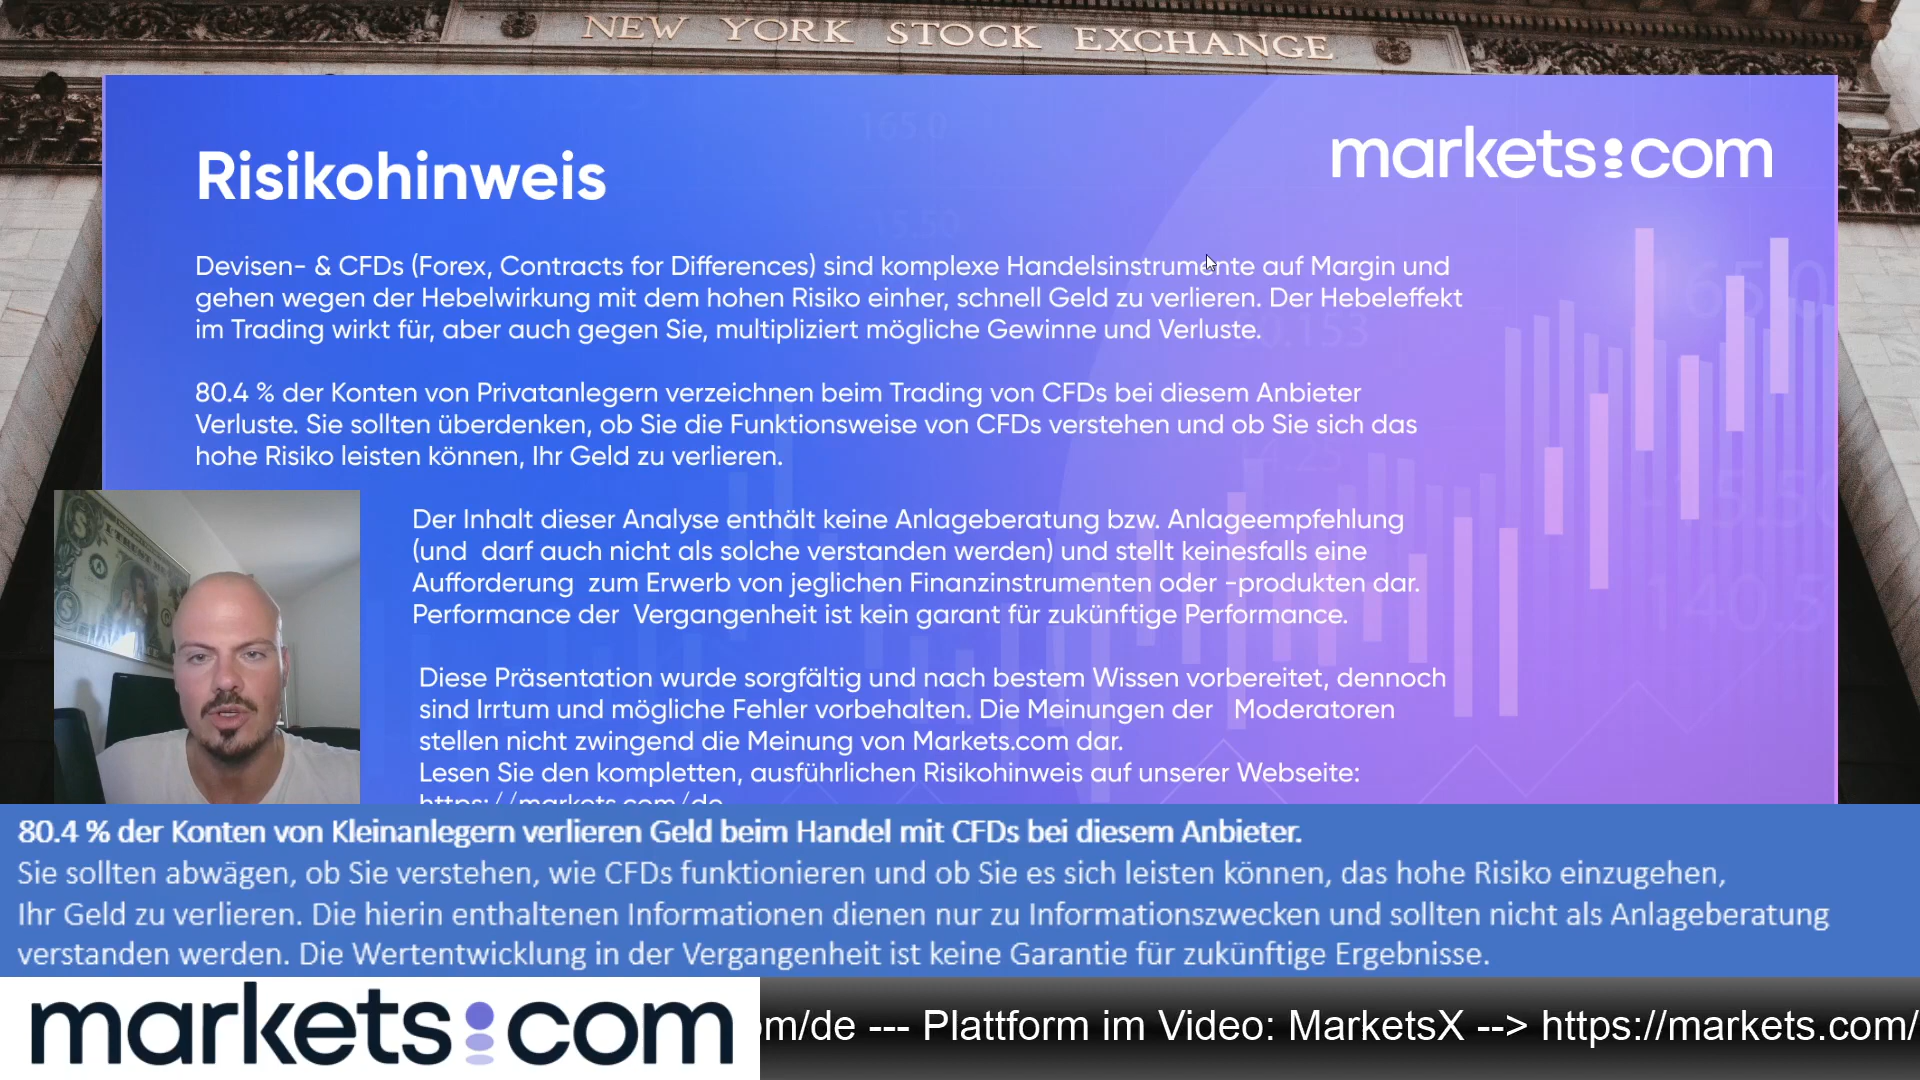 NEW YORK STOCK EXCHANGE
markets:com
Risikohinweis
Devisen- & CFDs (Forex, Contracts for Differences) sind komplexe Handelsinstrumente auf Margin und
gehen wegen der Hebelwirkung mit dem hohen Risiko einher, schnell Geld zu verlieren. Der Hebeleffekt
im Trading wirkt für, aber auch gegen Sie, multipliziert mögliche Gewinne und Verluste.
80.4 % der Konten von Privatanlegern verzeichnen beim Trading von CFDs bei diesem Anbieter
Verluste. Sie sollten überdenken, ob Sie die Funktionsweise von CFDs verstehen und ob Sie sich das
hohe Risiko leisten können, Ihr Geld zu verlieren.
Der Inhalt dieser Analyse enthält keine Anlageberatung bzw. Anlageempfehlung
(und darf auch nicht als solche verstanden werden) und stellt keinesfalls eine
Aufforderung zum Erwerb von jeglichen Finanzinstrumenten oder -produkten dar.
Performance der Vergangenheit ist kein garant für zukünftige Performance.
Diese Präsentation wurde sorgfältig und nach bestem Wissen vorbereitet, dennoch
sind Irrtum und mögliche Fehler vorbehalten. Die Meinungen der Moderatoren
stellen nicht zwingend die Meinung von Markets.com dar.
Lesen Sie den kompletten, ausführlichen Risikohinweis auf unserer Webseite:
https://markets.com/de
80.4 % der Konten von Kleinanlegern verlieren Geld beim Handel mit CFDs bei diesem Anbieter.
Sie sollten abwägen, ob Sie verstehen, wie CFDs funktionieren und ob Sie es sich leisten können, das hohe Risiko einzugehen,
Ihr Geld zu verlieren. Die hierin enthaltenen Informationen dienen nur zu Informationszwecken und sollten nicht als Anlageberatung
verstanden werden. Die Wertentwicklung in der Vergangenheit ist keine Garantie für zukünftige Ergebnisse.
markets:com
om/de --- Plattform im Video: MarketsX --> https://markets.com/